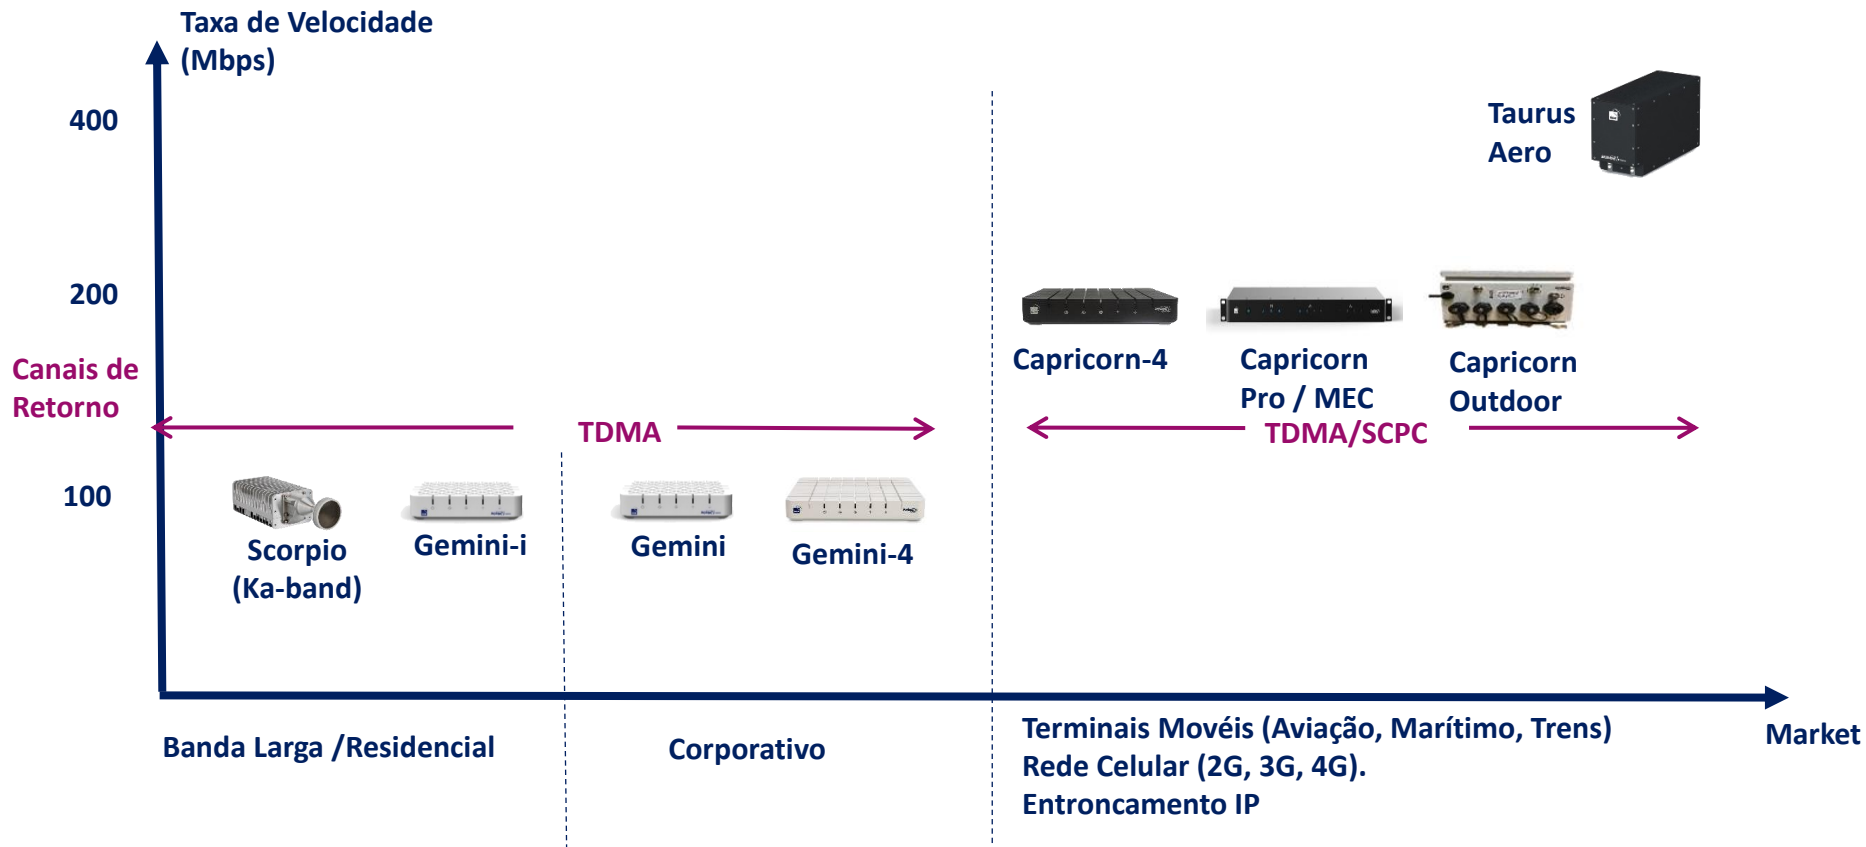 Taxa de Velocidade
(Mbps)
400
Taurus
Aero
200
Capricorn-4
Capricorn
Pro / MEC
Capricorn
Outdoor
Canais de
Retorno
TDMA
TDMA/SCPC
100
Scorpio
(Ka-band)
Gemini-i
Gemini
Gemini-4
Banda Larga /Residencial
Corporativo
Terminais Movéis (Aviação, Marítimo, Trens)
Rede Celular (2G, 3G, 4G).
Entroncamento IP
Market